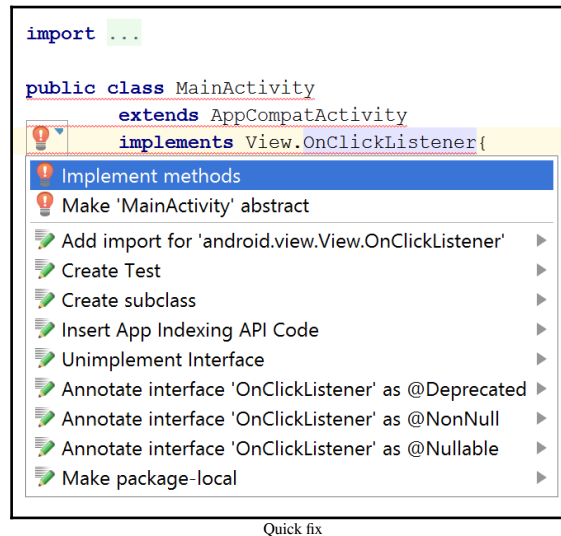 import ...
public class MainActivity
extends AppCompatActivity
implements View.OnClickListener{
Implement methods
Make 'MainActivity' abstract
Add import for 'android.view.View.OnClickListener'
Create Test
Create subclass
Insert App Indexing API Code
Unimplement Interface
Annotate interface 'OnClickListener' as @Deprecated
Annotate interface 'OnClickListener' as @NonNull
Annotate interface 'OnClickListener' as @Nullable
Make package-local
Quick fix